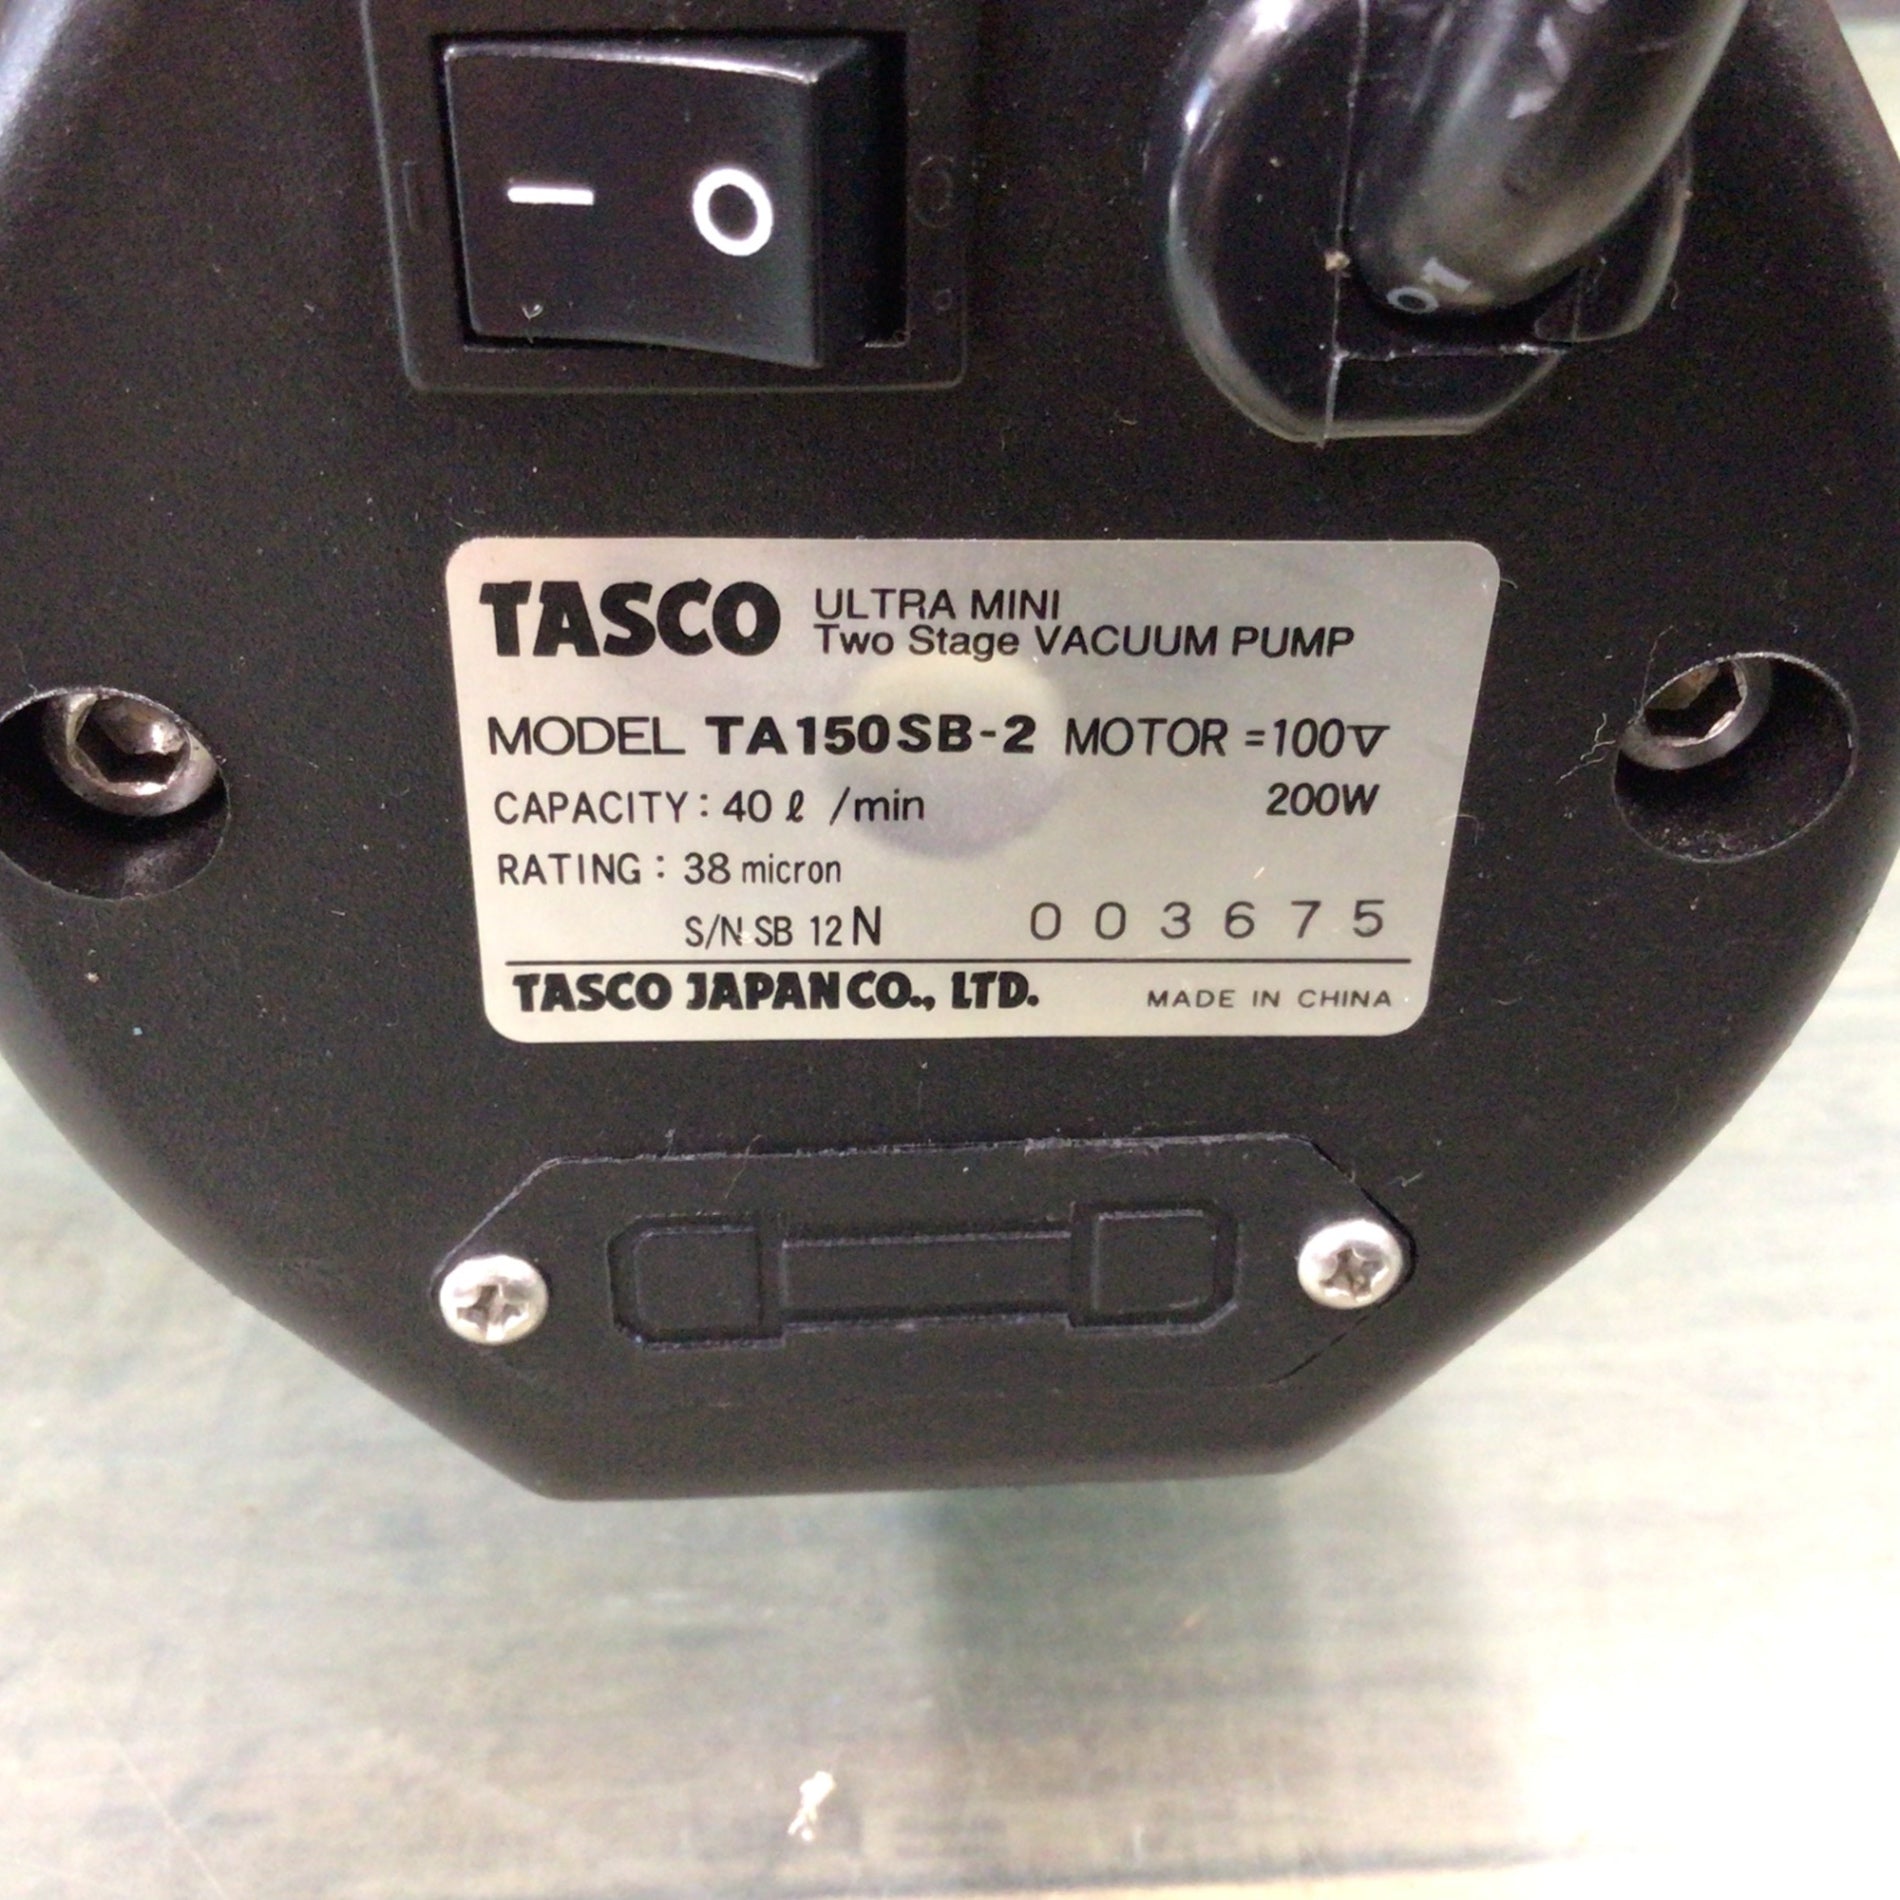 — O
TASCO ULTRA MINI
Two Stage VACUUM PUMP
MODEL TA150SB-2 MOTOR =100V
CAPACITY : 40 ℓ /min 200W
RATING : 38 micron
S/N SB 12 N 003675
TASCO JAPAN CO., LTD. MADE IN CHINA